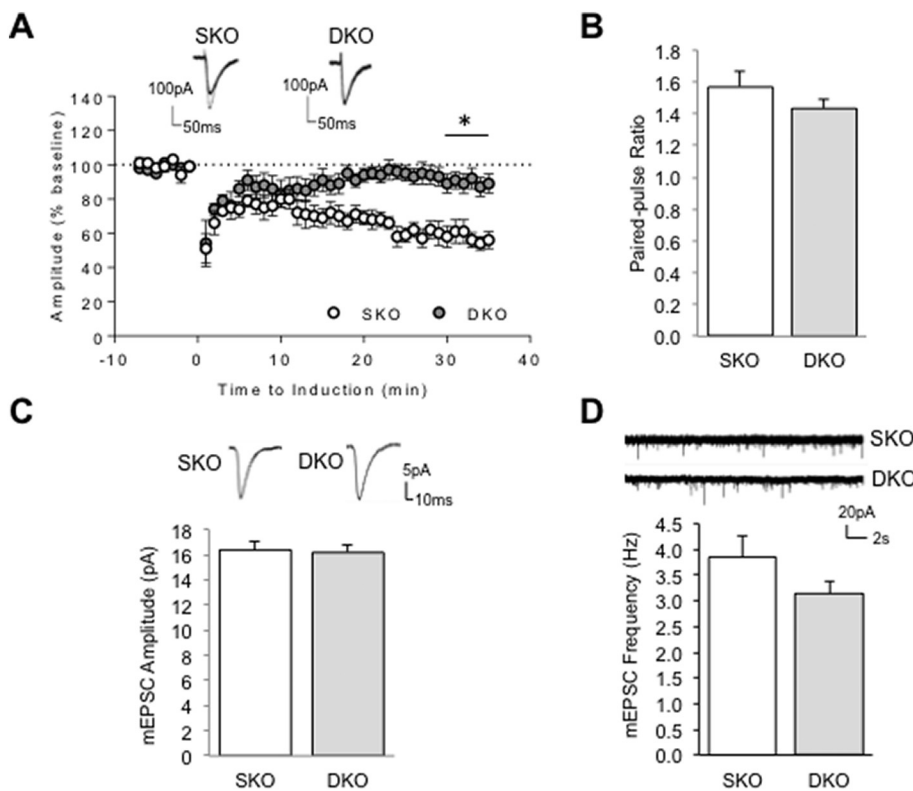 A
SKO
DKO
100pA
50ms
100pA
50ms
*
Amplitude (% baseline)
140
120
100
80
60
40
20
0
-10
0
10
20
30
40
SKO
DKO
Time to Induction (min)
B
Paired-pulse Ratio
2.0
1.8
1.6
1.4
1.2
1.0
0.8
0.6
0.4
0.2
0.0
SKO
DKO
C
SKO
DKO
5pA
10ms
mEPSC Amplitude (pA)
18
16
14
12
10
8
6
4
2
0
SKO
DKO
D
SKO
DKO
20pA
2s
mEPSC Frequency (Hz)
4.5
4.0
3.5
3.0
2.5
2.0
1.5
1.0
0.5
0.0
SKO
DKO